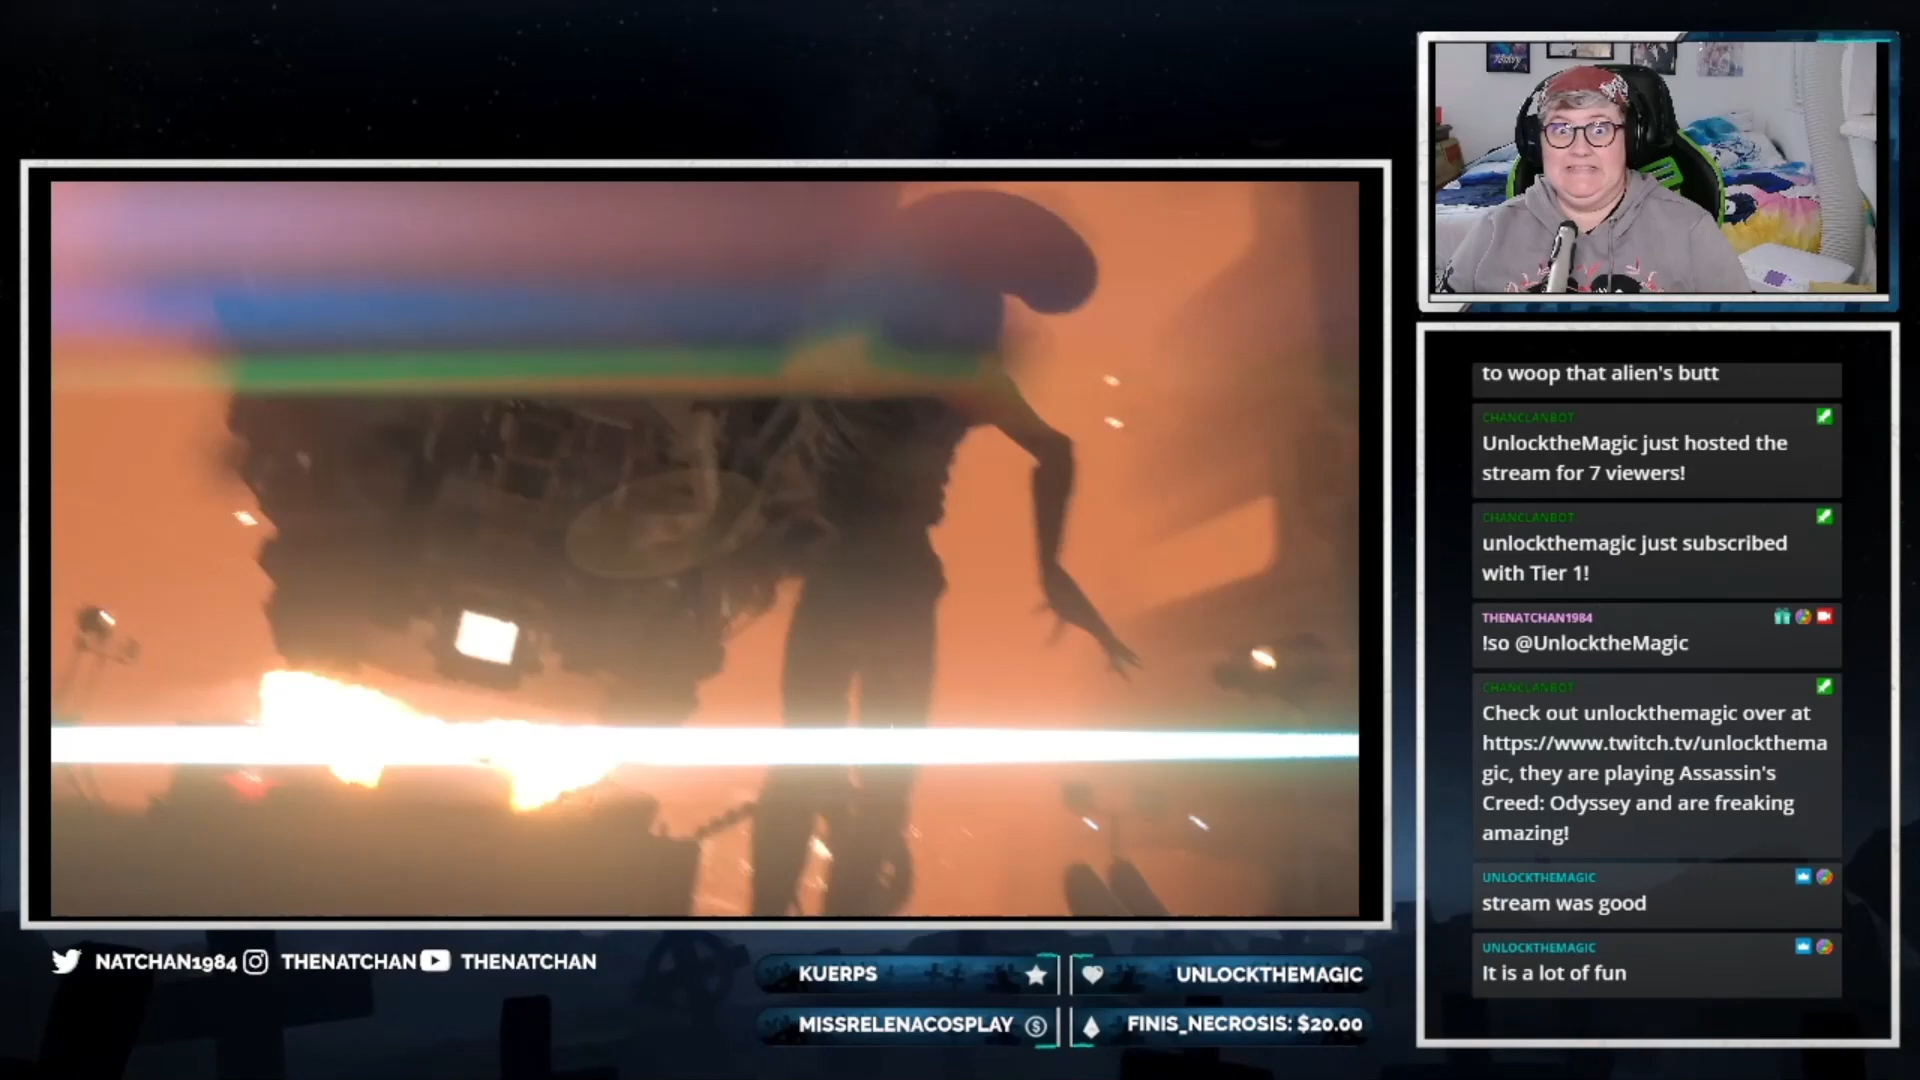 to woop that alien's butt
CHANCLANBOT
UnlocktheMagic just hosted the
stream for 7 viewers!
CHANCLANBOT
unlockthemagic just subscribed
with Tier 1!
THENATCHAN1984
!so @UnlocktheMagic
CHANCLANBOT
Check out unlockthemagic over at
https://www.twitch.tv/unlockthema
gic, they are playing Assassin's
Creed: Odyssey and are freaking
amazing!
UNLOCKTHEMAGIC
stream was good
UNLOCKTHEMAGIC
It is a lot of fun
NATCHAN1984 THENATCHAN THENATCHAN
KUERPS
UNLOCKTHEMAGIC
MISSRELENACOSPLAY
FINIS_NECROSIS: $20.00